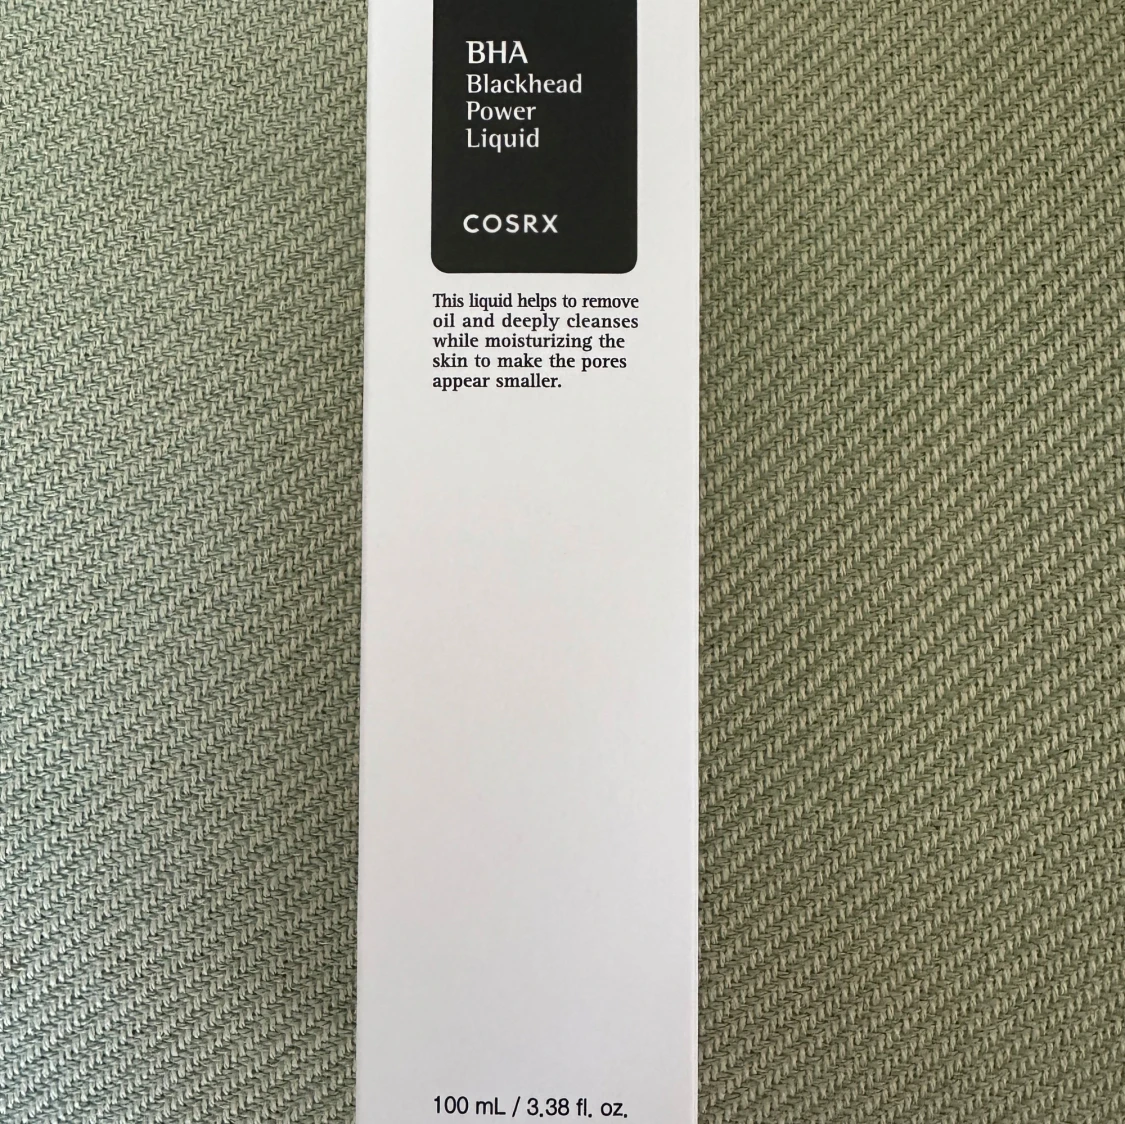 BHA
Blackhead
Power
Liquid
COSRX
This liquid helps to remove
oil and deeply cleanses
while moisturizing the
skin to make the pores
appear smaller.
100 mL / 3.38 fl. oz.